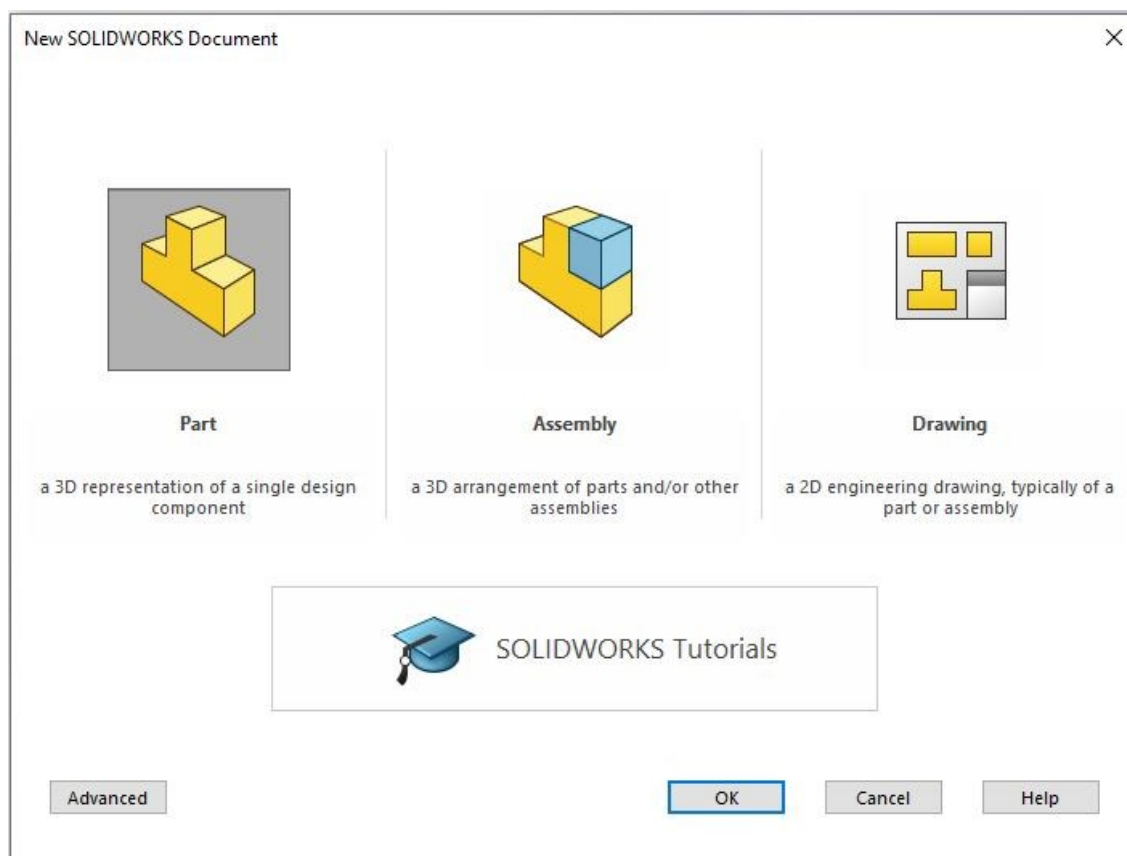 New SOLIDWORKS Document
Part
a 3D representation of a single design
component
Assembly
a 3D arrangement of parts and/or other
assemblies
Drawing
a 2D engineering drawing, typically of a
part or assembly
SOLIDWORKS Tutorials
Advanced
OK
Cancel
Help